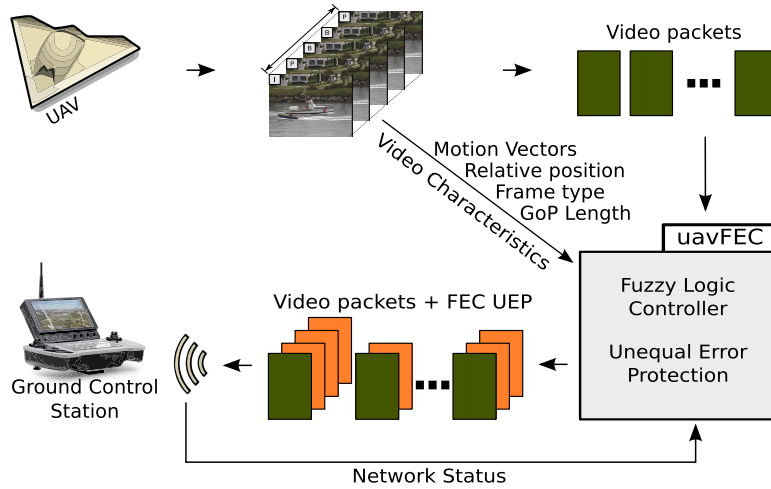 UAV
I
P
B
B
P
Video packets
Motion Vectors
Relative position
Frame type
GoP Length
Video Characteristics
uavFEC
Fuzzy Logic
Controller
Unequal Error
Protection
Video packets + FEC UEP
Ground Control
Station
Network Status